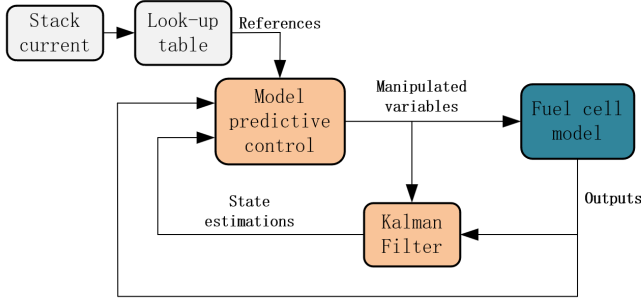 Stack
current
Look-up
table
References
Model
predictive
control
Manipulated
variables
Fuel cell
model
State
estimations
Kalman
Filter
Outputs